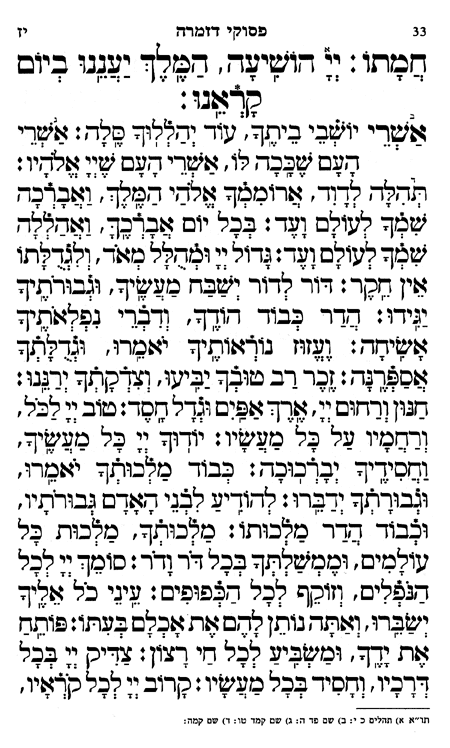 33 פסוקי דזמרה יז
חֲמָתוֹ: יְיָ הוֹשִׁיעָה, הַמֶּלֶךְ יַעֲנֵנוּ בְיוֹם
קָרְאֵנוּ:
אַשְׁרֵי יוֹשְׁבֵי בֵיתֶךָ, עוֹד יְהַלְלוּךָ סֶּלָה: אַשְׁרֵי
הָעָם שֶׁכָּכָה לּוֹ, אַשְׁרֵי הָעָם שֶׁיְיָ אֱלֹהָיו:
תְּהִלָּה לְדָוִד, אֲרוֹמִמְךָ אֱלֹהַי הַמֶּלֶךְ, וַאֲבָרְכָה
שִׁמְךָ לְעוֹלָם וָעֶד: בְּכָל יוֹם אֲבָרְכֶךָּ, וַאֲהַלְלָה
שִׁמְךָ לְעוֹלָם וָעֶד: גָּדוֹל יְיָ וּמְהֻלָּל מְאֹד, וְלִגְדֻלָּתוֹ
אֵין חֵקֶר: דּוֹר לְדוֹר יְשַׁבַּח מַעֲשֶׂיךָ, וּגְבוּרֹתֶיךָ
יַגִּידוּ: הֲדַר כְּבוֹד הוֹדֶךָ, וְדִבְרֵי נִפְלְאֹתֶיךָ
אָשִׂיחָה: וֶעֱזוּז נוֹרְאוֹתֶיךָ יֹאמֵרוּ, וּגְדֻלָּתְךָ
אֲסַפְּרֶנָּה: זֵכֶר רַב טוּבְךָ יַבִּיעוּ, וְצִדְקָתְךָ יְרַנֵּנוּ:
חַנּוּן וְרַחוּם יְיָ, אֶרֶךְ אַפַּיִם וּגְדָל חָסֶד: טוֹב יְיָ לַכֹּל,
וְרַחֲמָיו עַל כָּל מַעֲשָׂיו: יוֹדוּךָ יְיָ כָּל מַעֲשֶׂיךָ,
וַחֲסִידֶיךָ יְבָרְכוּכָה: כְּבוֹד מַלְכוּתְךָ יֹאמֵרוּ,
וּגְבוּרָתְךָ יְדַבֵּרוּ: לְהוֹדִיעַ לִבְנֵי הָאָדָם גְּבוּרֹתָיו,
וּכְבוֹד הֲדַר מַלְכוּתוֹ: מַלְכוּתְךָ, מַלְכוּת כָּל
עוֹלָמִים, וּמֶמְשַׁלְתְּךָ בְּכָל דֹּר וָדֹר: סוֹמֵךְ יְיָ לְכָל
הַנֹּפְלִים, וְזוֹקֵף לְכָל הַכְּפוּפִים: עֵינֵי כֹל אֵלֶיךָ
יְשַׂבֵּרוּ, וְאַתָּה נוֹתֵן לָהֶם אֶת אָכְלָם בְּעִתּוֹ: פּוֹתֵחַ
אֶת יָדֶךָ, וּמַשְׂבִּיעַ לְכָל חַי רָצוֹן: צַדִּיק יְיָ בְּכָל
דְּרָכָיו, וְחָסִיד בְּכָל מַעֲשָׂיו: קָרוֹב יְיָ לְכָל קֹרְאָיו,
תו״א א) תהלים כ י: ב) שם פד ה: ג) שם קמד טו: ד) שם קמה: